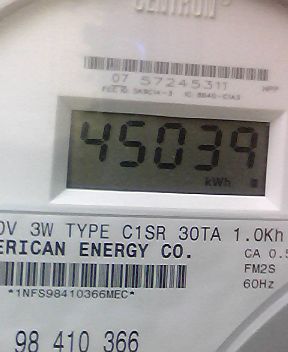 CENTRON®
07 57245311
45039
kWh
0V 3W TYPE C1SR 30TA 1.0Kh
ERICAN ENERGY CO.
CA 0.5
FM2S
*1NFS98410366MEC*
60Hz
98 410 366